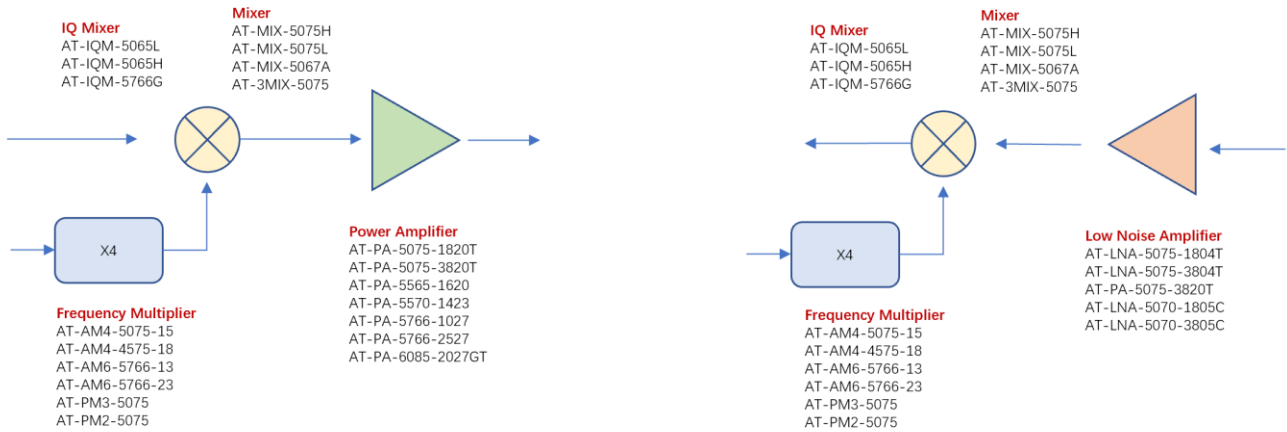 IQ Mixer
AT-IQM-5065L
AT-IQM-5065H
AT-IQM-5766G
Mixer
AT-MIX-5075H
AT-MIX-5075L
AT-MIX-5067A
AT-3MIX-5075
X4
Power Amplifier
AT-PA-5075-1820T
AT-PA-5075-3820T
AT-PA-5565-1620
AT-PA-5570-1423
AT-PA-5766-1027
AT-PA-5766-2527
AT-PA-6085-2027GT
Frequency Multiplier
AT-AM4-5075-15
AT-AM4-4575-18
AT-AM6-5766-13
AT-AM6-5766-23
AT-PM3-5075
AT-PM2-5075
IQ Mixer
AT-IQM-5065L
AT-IQM-5065H
AT-IQM-5766G
Mixer
AT-MIX-5075H
AT-MIX-5075L
AT-MIX-5067A
AT-3MIX-5075
X4
Low Noise Amplifier
AT-LNA-5075-1804T
AT-LNA-5075-3804T
AT-PA-5075-3820T
AT-LNA-5070-1805C
AT-LNA-5070-3805C
Frequency Multiplier
AT-AM4-5075-15
AT-AM4-4575-18
AT-AM6-5766-13
AT-AM6-5766-23
AT-PM3-5075
AT-PM2-5075